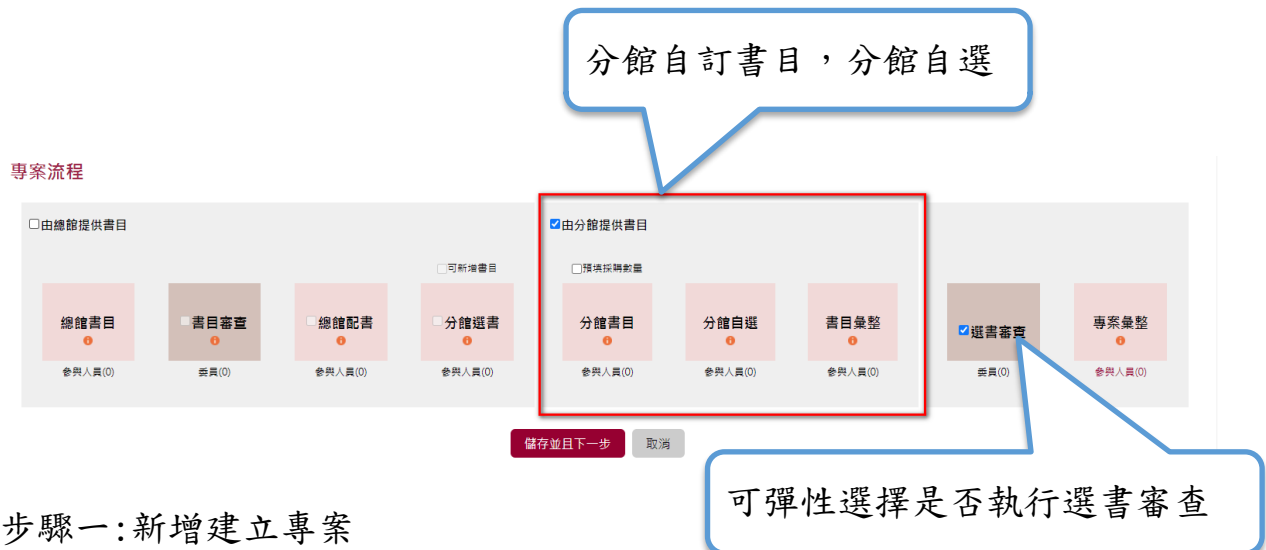 分館自訂書目，分館自選
專案流程
由總館提供書目
由分館提供書目
可新增書目
預填採購數量
總館書目
書目審查
總館配書
分館選書
分館書目
分館自選
書目彙整
選書審查
專案彙整
參與人員(0)
委員(0)
參與人員(0)
參與人員(0)
參與人員(0)
參與人員(0)
參與人員(0)
委員(0)
參與人員(0)
儲存並且下一步
取消
可彈性選擇是否執行選書審查
步驟一:新增建立專案